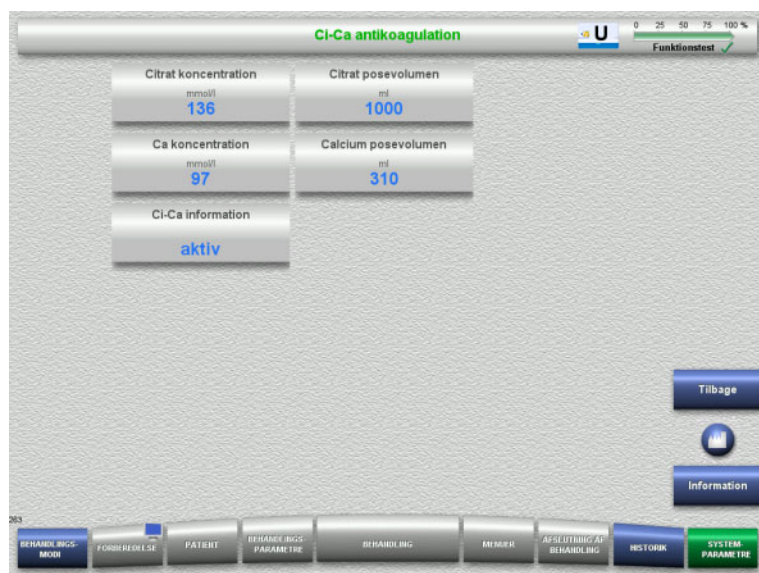 Ci-Ca antikoagulation
U
0 25 50 75 100 %
Funktionstest
Citrat koncentration
mmol/l
136
Citrat posevolumen
ml
1000
Ca koncentration
mmol/l
97
Calcium posevolumen
ml
310
Ci-Ca information
aktiv
Tilbage
Information
263
BEHANDLINGS-
MODI
FORBEREDELSE
PATIENT
BEHANDLINGS-
PARAMETRE
BEHANDLING
MENUER
AFSLUTNING AF
BEHANDLING
HISTORIK
SYSTEM-
PARAMETRE